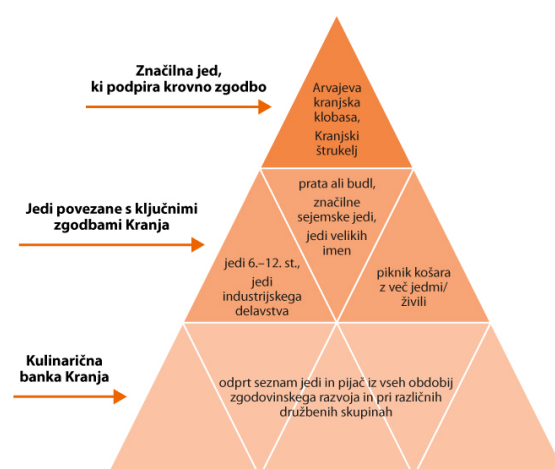 Značilna jed,
ki podpira krovno zgodbo
Arvajeva
kranjska
klobasa,
Kranjski
štrukelj
Jedi povezane s ključnimi
zgodbami Kranja
jedi 6.–12. st.,
jedi
industrijskega
delavstva
prata ali budl,
značilne
sejemske jedi,
jedi velikih
imen
piknik košara
z več jedmi/
živili
Kulinarična
banka Kranja
odprt seznam jedi in pijač iz vseh obdobij
zgodovinskega razvoja in pri različnih
družbenih skupinah